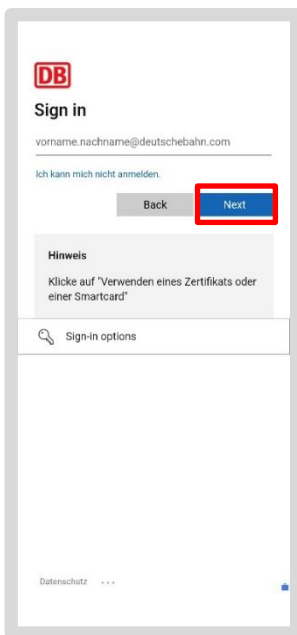 DB
Sign in
vorname.nachname@deutschebahn.com
Ich kann mich nicht anmelden.
Back
Next
Hinweis
Klicke auf "Verwenden eines Zertifikats oder
einer Smartcard"
Sign-in options
Datenschutz ...